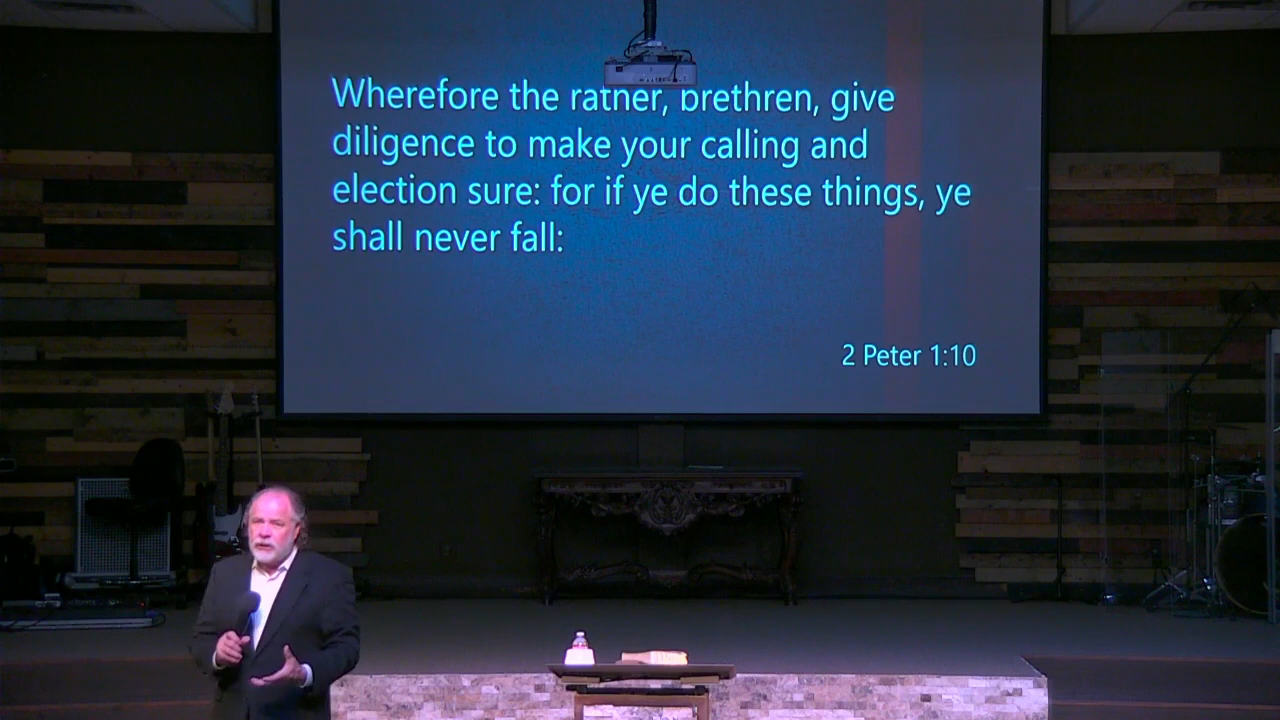 Wherefore the rather, brethren, give
diligence to make your calling and
election sure: for if ye do these things, ye
shall never fall:
2 Peter 1:10